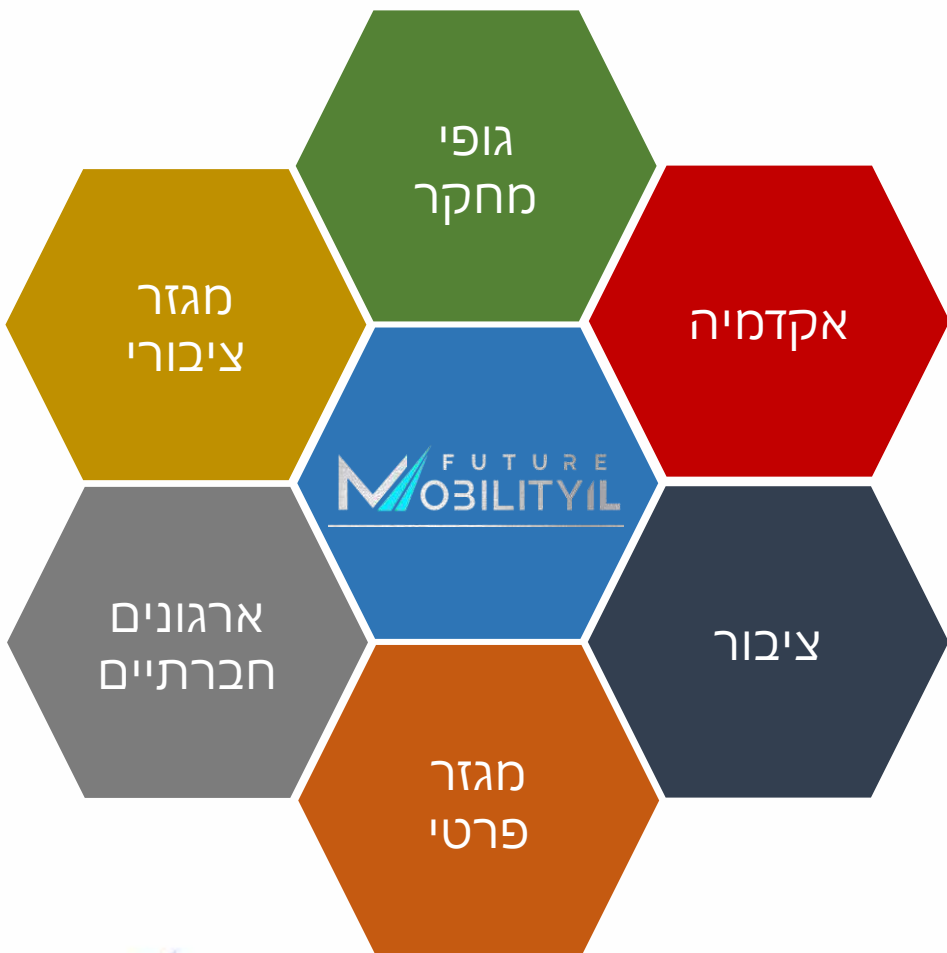 גופי
מחקר
אקדמיה
מגזר
ציבורי
FUTURE
MOBILITYIL
ציבור
ארגונים
חברתיים
מגזר
פרטי